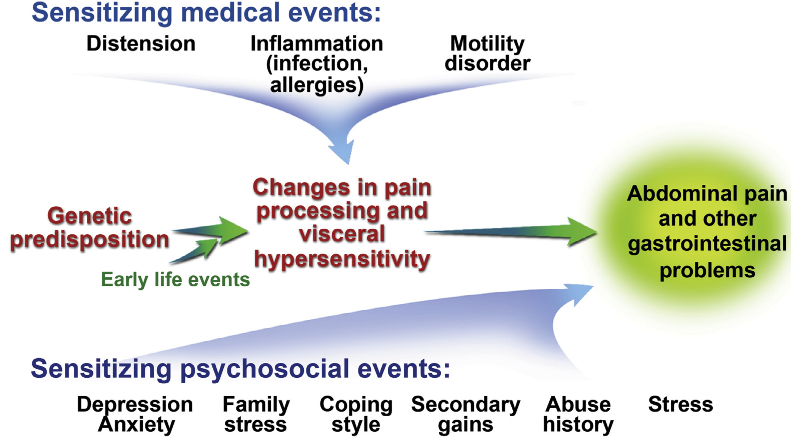 Sensitizing medical events:
Distension
Inflammation
(infection,
allergies)
Motility
disorder
Genetic
predisposition
Early life events
Changes in pain
processing and
visceral
hypersensitivity
Abdominal pain
and other
gastrointestinal
problems
Sensitizing psychosocial events:
Depression
Anxiety
Family
stress
Coping
style
Secondary
gains
Abuse
history
Stress